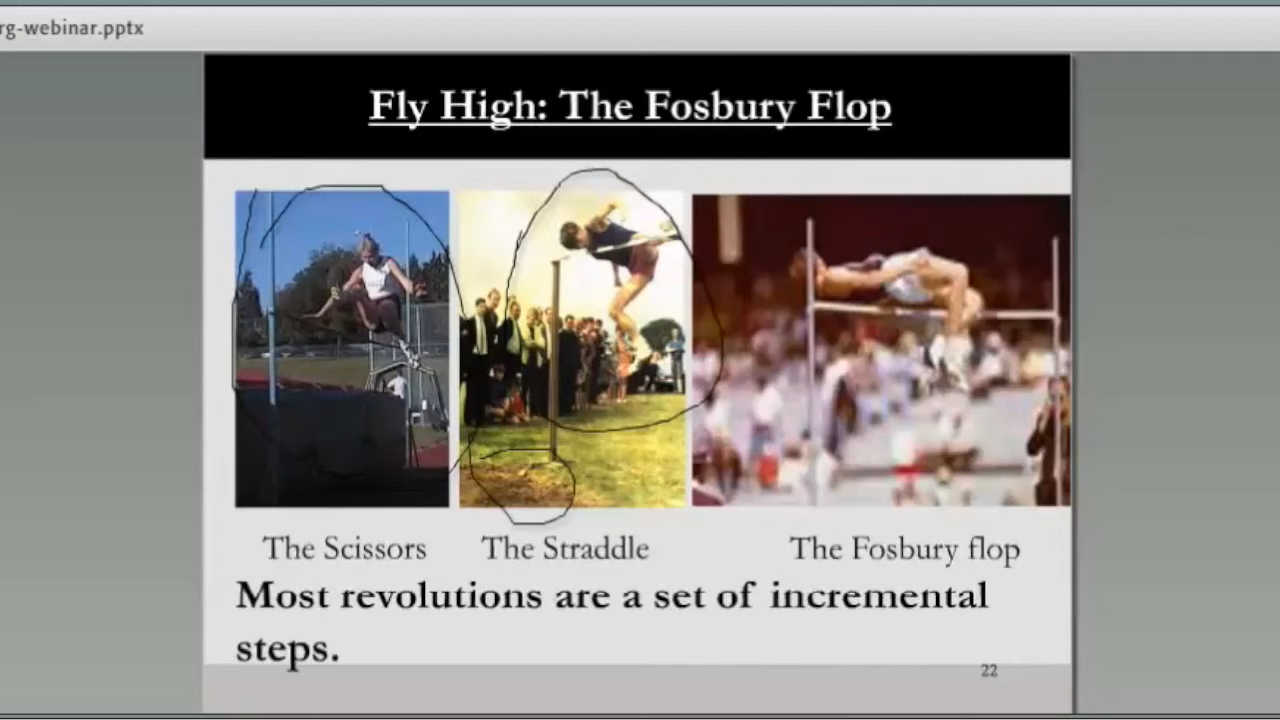 rg-webinar.pptx
Fly High: The Fosbury Flop
The Scissors The Straddle The Fosbury flop
Most revolutions are a set of incremental
steps.
22